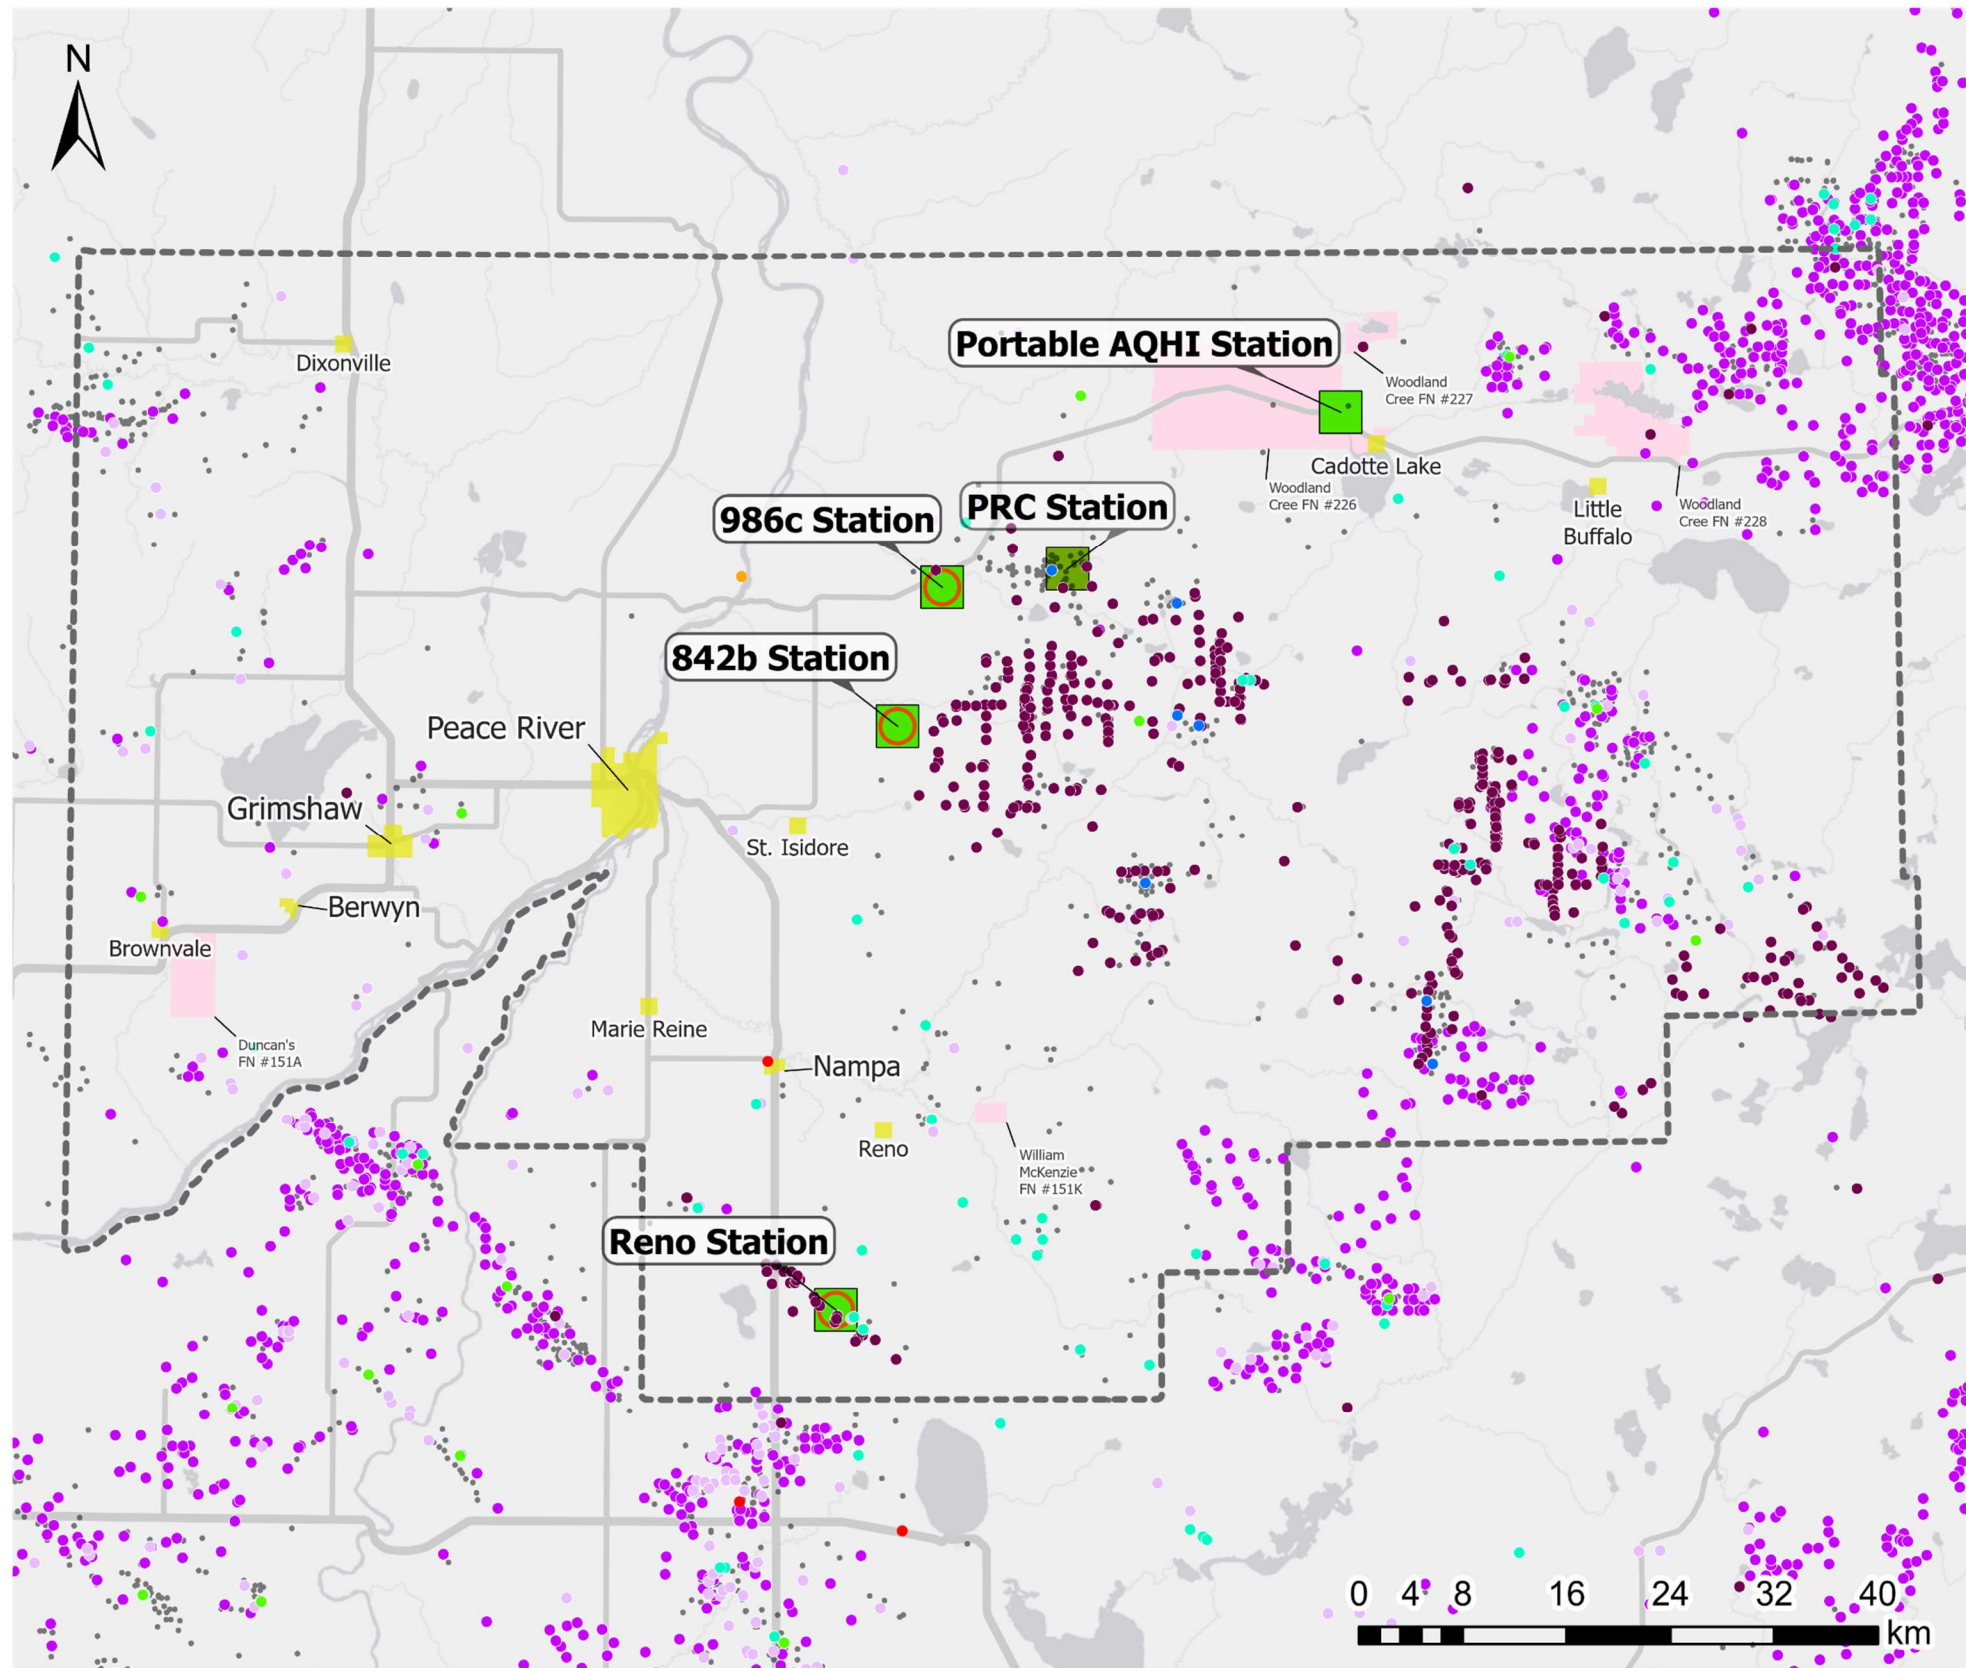 N
Dixonville
Portable AQHI Station
Woodland
Cree FN #227
Cadotte Lake
Woodland
Cree FN #226
Little
Buffalo
Woodland
Cree FN #228
986c Station
PRC Station
842b Station
Peace River
Grimshaw
St. Isidore
Berwyn
Brownvale
Duncan's
FN #151A
Marie Reine
Nampa
Reno
William
McKenzie
FN #151K
Reno Station
0 4 8 16 24 32 40
km